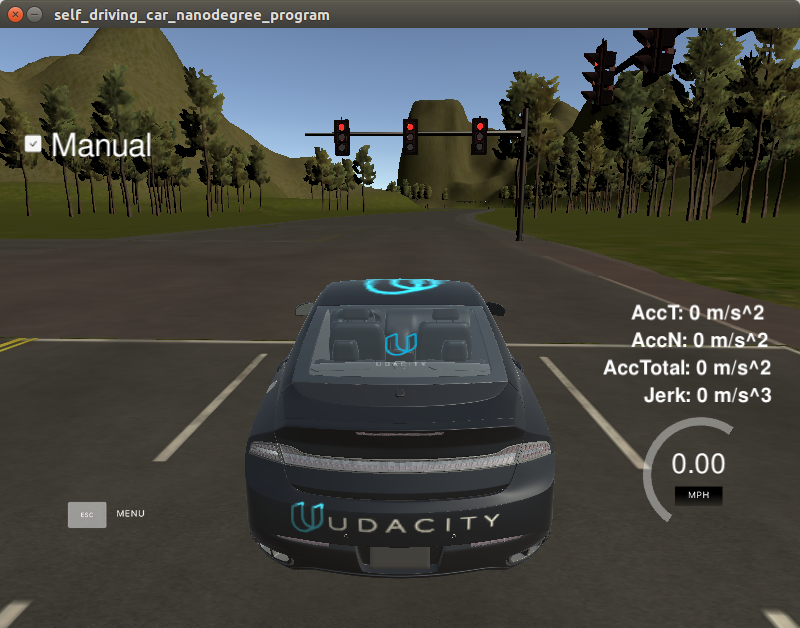 self_driving_car_nanodegree_program
Manual
AccT: 0 m/s^2
AccN: 0 m/s^2
AccTotal: 0 m/s^2
Jerk: 0 m/s^3
UDACITY
0.00
MPH
ESC MENU
UDACITY